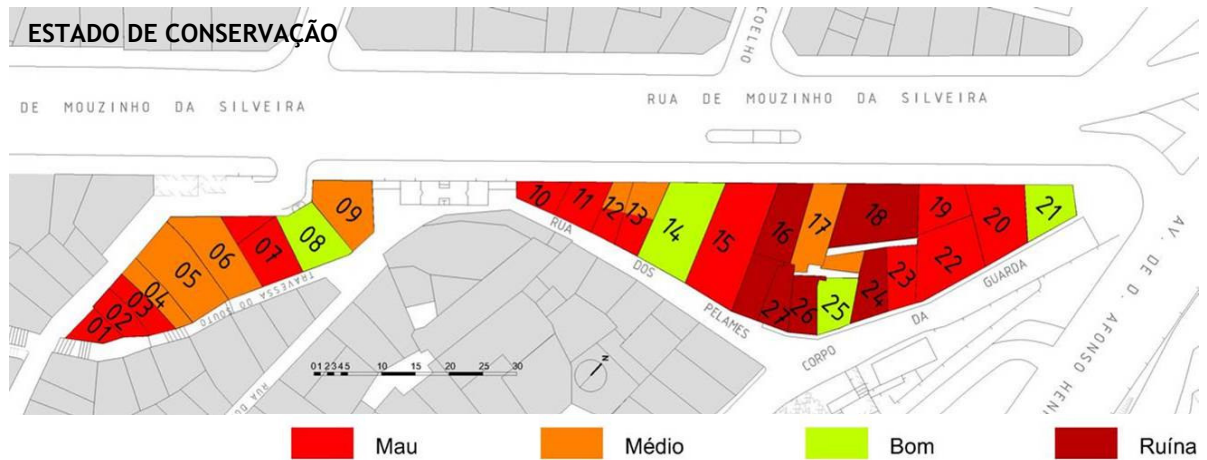 ESTADO DE CONSERVAÇÃO
COELHO
DE MOUZINHO DA SILVEIRA
RUA DE MOUZINHO DA SILVEIRA
01
02
03
04
05
06
07
08
09
10
11
12
13
14
15
16
17
18
19
20
21
22
23
24
25
26
27
TRAVESSA DO SOUTO
RUA DOS PELAMES
CORPO DA GUARDA
AV. DE D. AFONSO HEN
RUA DO
N
01 2 3 4 5 10 15 20 25 30
Mau Médio Bom Ruína